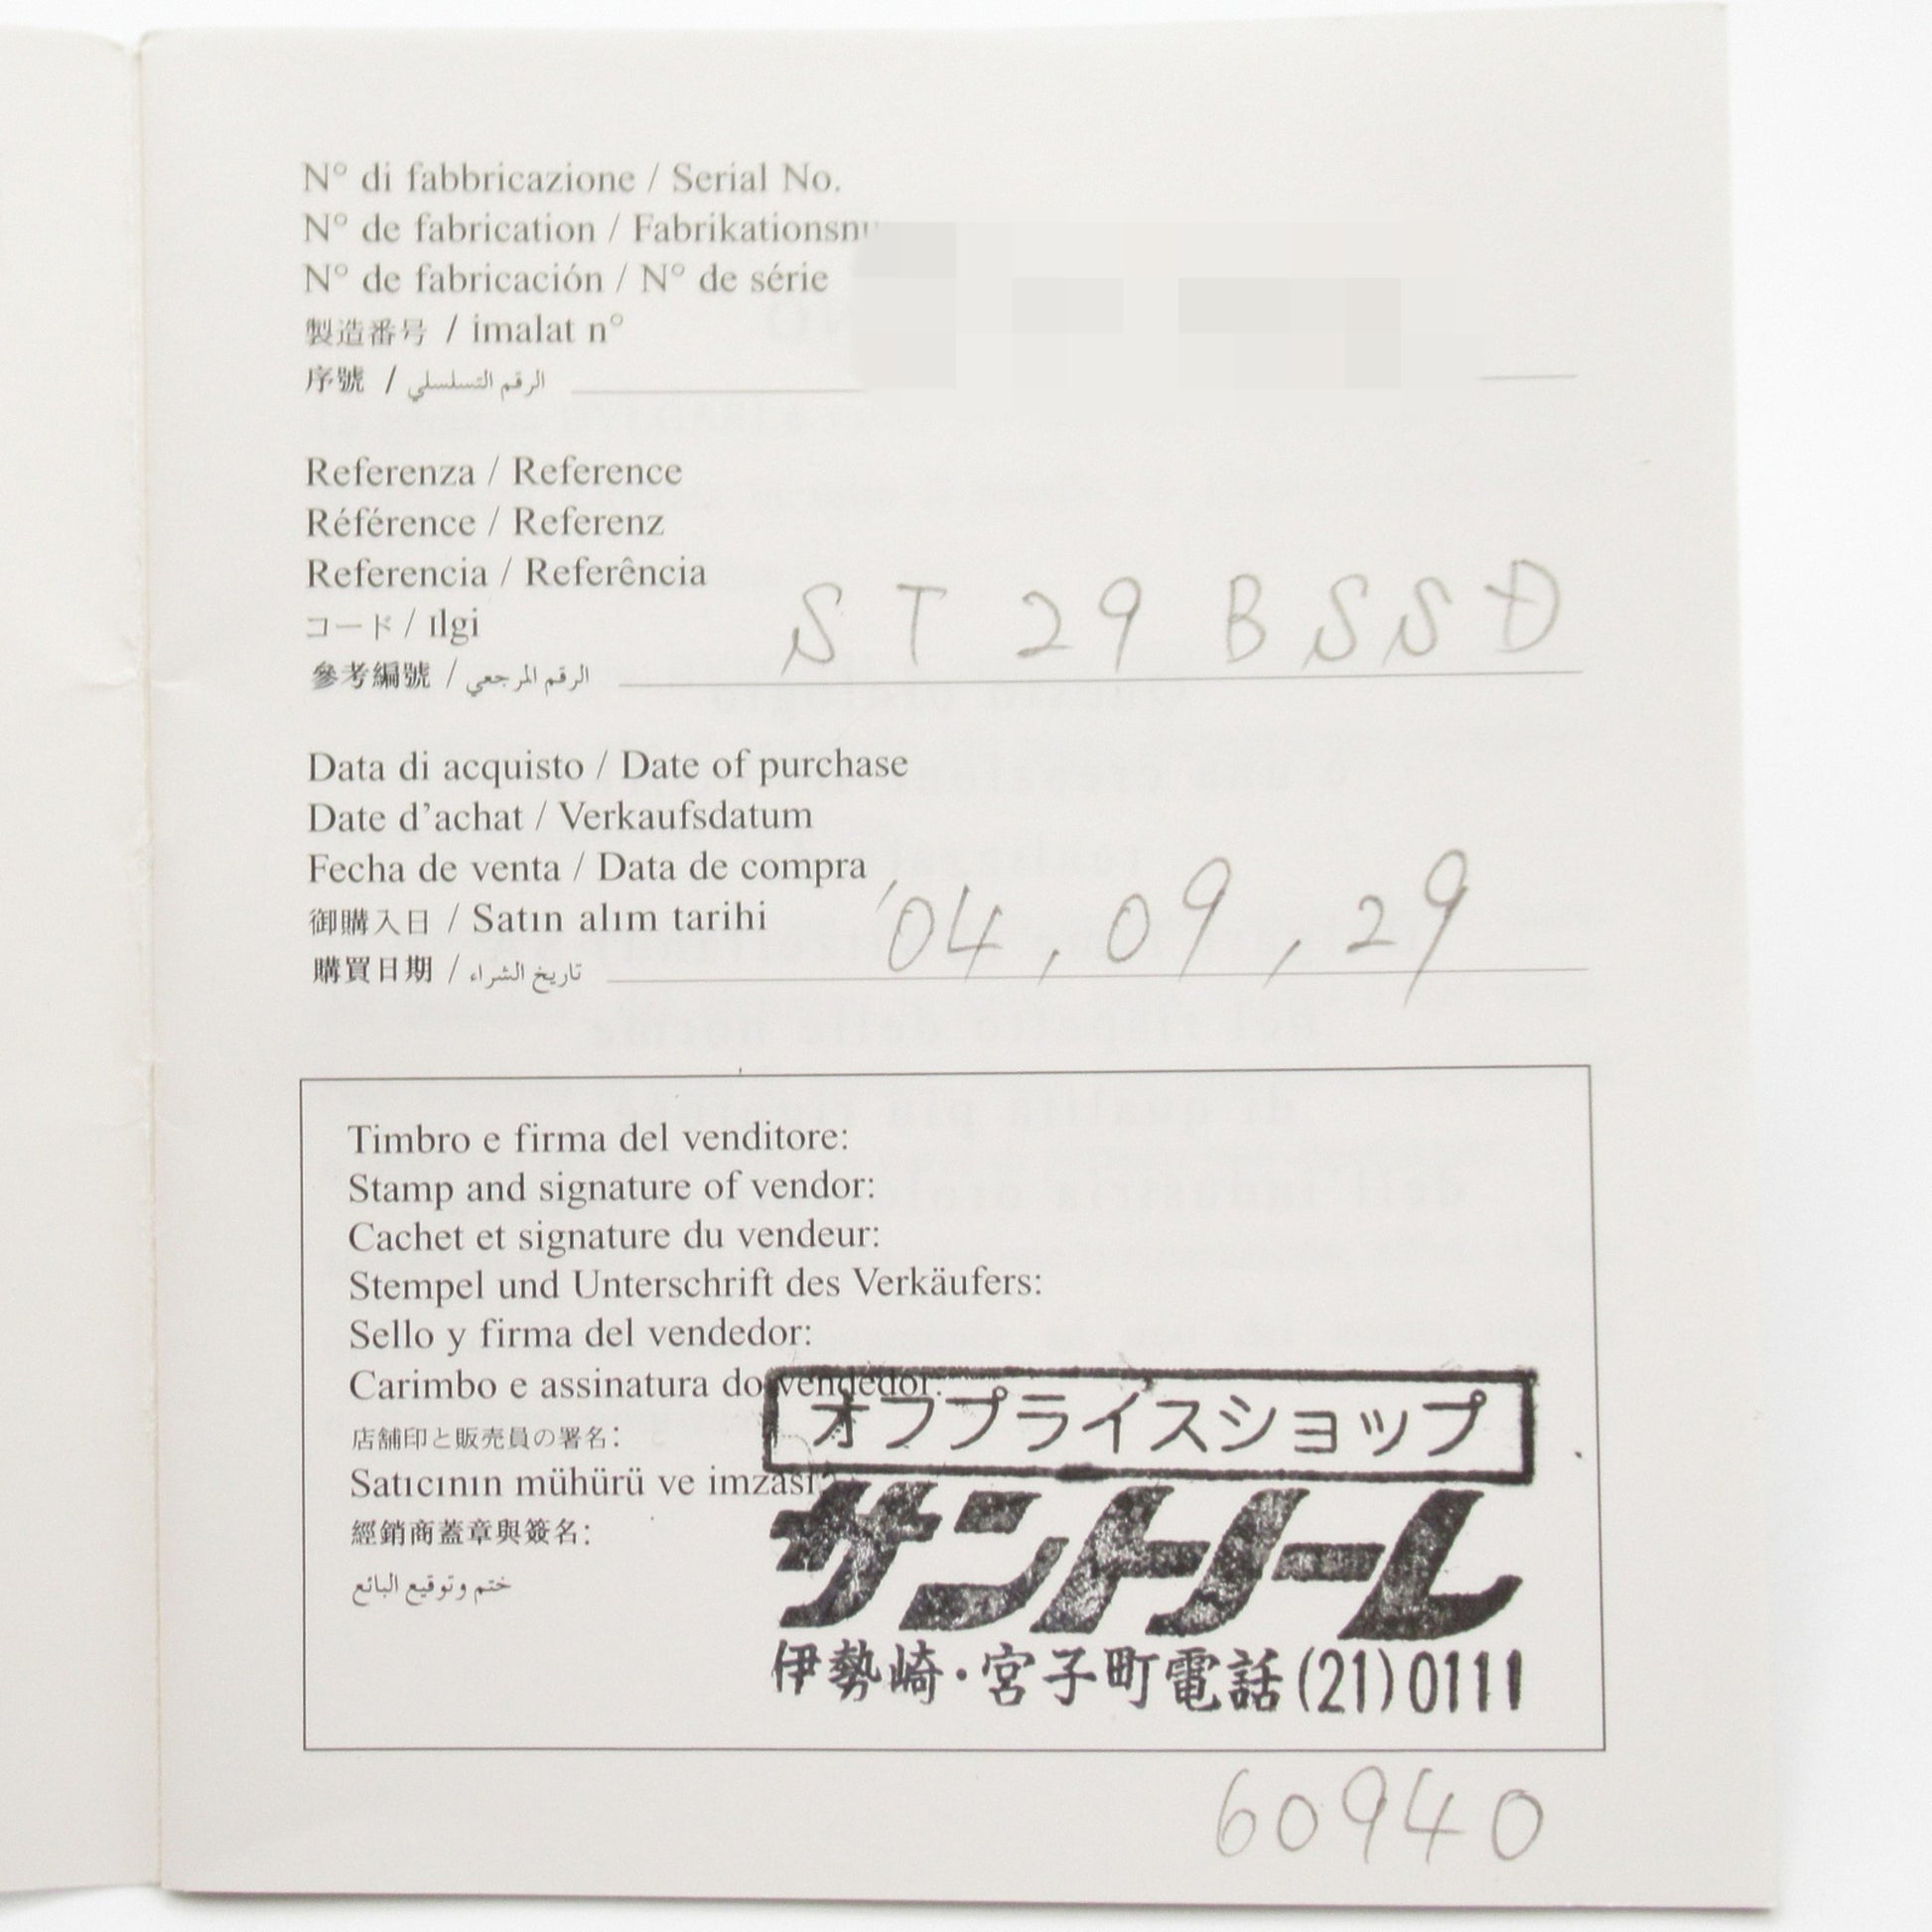 N° di fabbricazione / Serial No.
N° de fabrication / Fabrikationsnu
N° de fabricación / N° de série
製造番号 / imalat n°
序號 / الرقم التسلسلي
Referenza / Reference
Référence / Referenz
Referencia / Referência
コード / Ilgi
參考編號 / الرقم المرجعي
ST 29 BSSD
Data di acquisto / Date of purchase
Date d'achat / Verkaufsdatum
Fecha de venta / Data de compra
御購入日 / Satın alım tarihi
購買日期 / تاريخ الشراء
'04, 09, 29
Timbro e firma del venditore:
Stamp and signature of vendor:
Cachet et signature du vendeur:
Stempel und Unterschrift des Verkäufers:
Sello y firma del vendedor:
Carimbo e assinatura do vendedor:
店舗印と販売員の署名:
Satıcının mühürü ve imzası:
經銷商蓋章與簽名:
ختم وتوقيع البائع
オフプライスショップ
サントノーレ
伊勢崎・宮子町電話(21)0111
60940